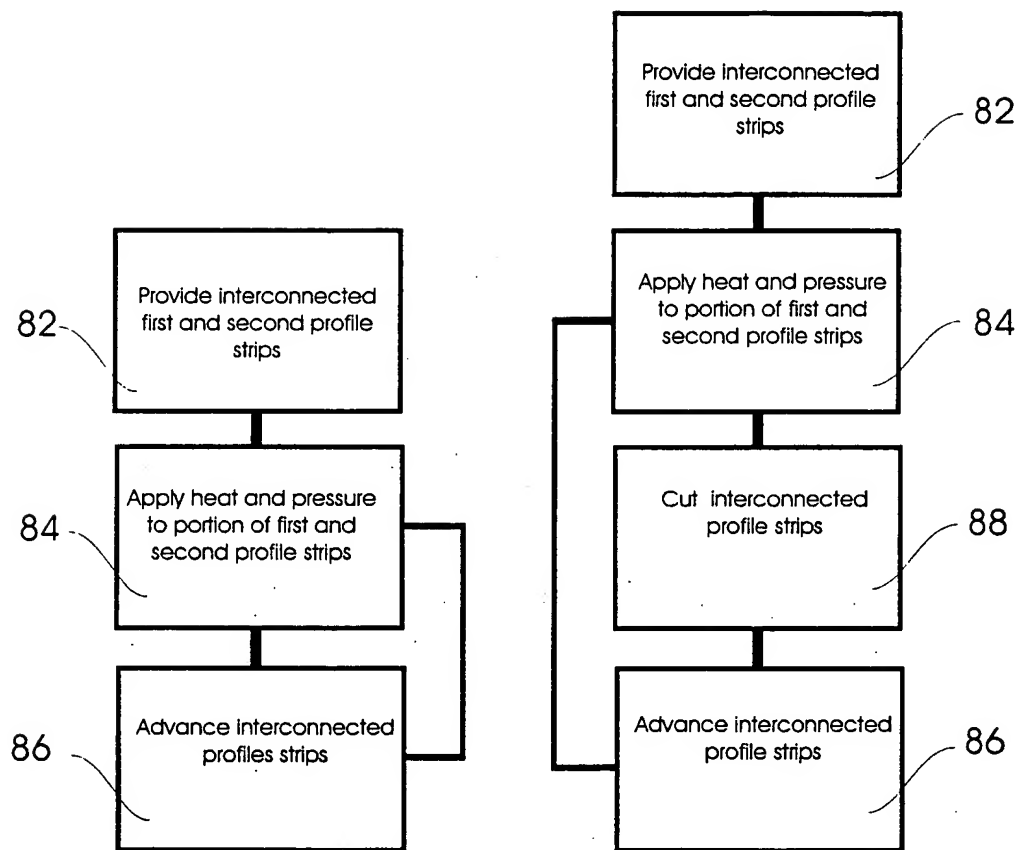 Provide interconnected
first and second profile
strips
82
Apply heat and pressure
to portion of first and
second profile strips
84
Advance interconnected
profiles strips
86
Provide interconnected
first and second profile
strips
82
Apply heat and pressure
to portion of first and
second profile strips
84
Cut interconnected
profile strips
88
Advance interconnected
profile strips
86